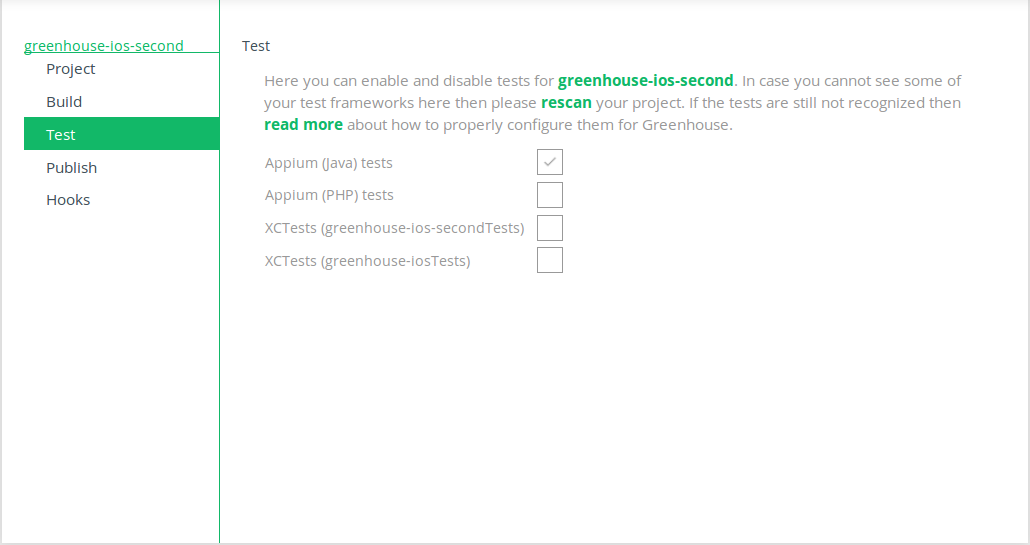 greenhouse-ios-second
Project
Build
Test
Publish
Hooks
Test
Here you can enable and disable tests for greenhouse-ios-second. In case you cannot see some of
your test frameworks here then please rescan your project. If the tests are still not recognized then
read more about how to properly configure them for Greenhouse.
Appium (Java) tests
Appium (PHP) tests
XCTests (greenhouse-ios-secondTests)
XCTests (greenhouse-iosTests)